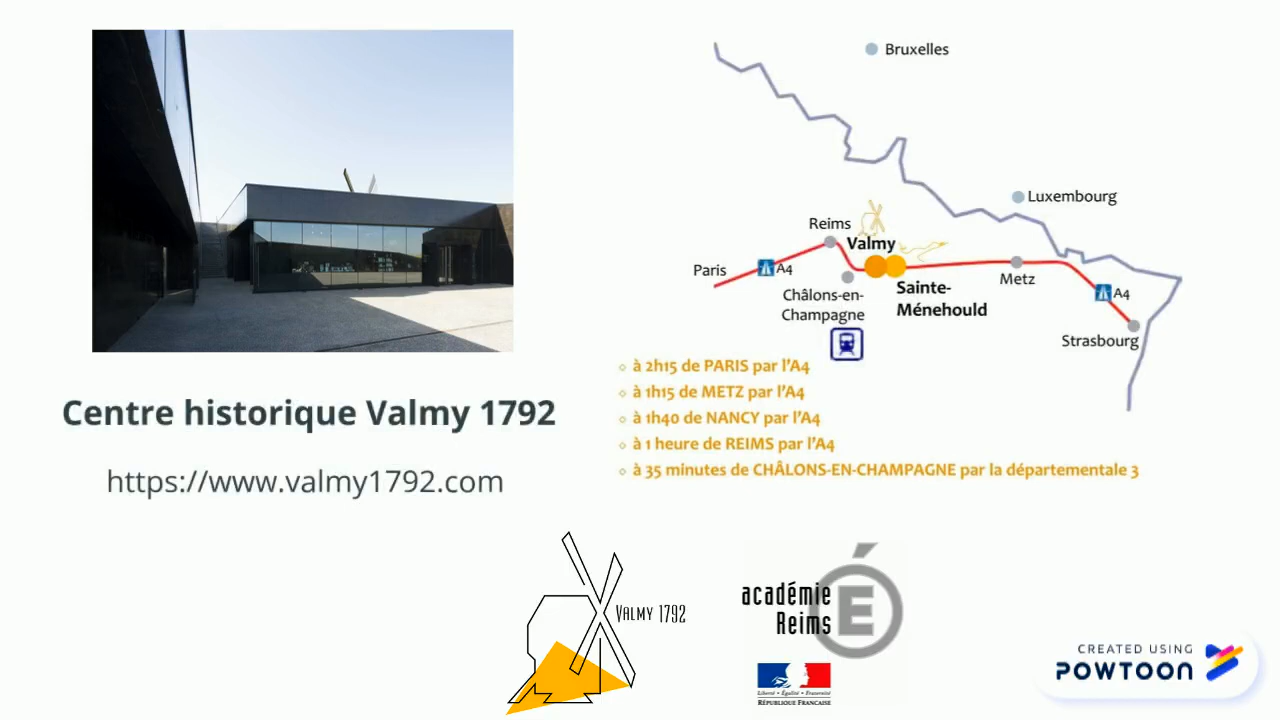 Centre historique Valmy 1792
https://www.valmy1792.com
Bruxelles
Luxembourg
Reims
Valmy
Paris
A4
Châlons-en-
Champagne
Sainte-
Ménehould
Metz
A4
Strasbourg
◦ à 2h15 de PARIS par l'A4
◦ à 1h15 de METZ par l'A4
◦ à 1h40 de NANCY par l'A4
◦ à 1 heure de REIMS par l'A4
◦ à 35 minutes de CHÂLONS-EN-CHAMPAGNE par la départementale 3
VALMY 1792
académie
Reims
É
Liberté • Égalité • Fraternité
RÉPUBLIQUE FRANÇAISE
CREATED USING
POWTOON